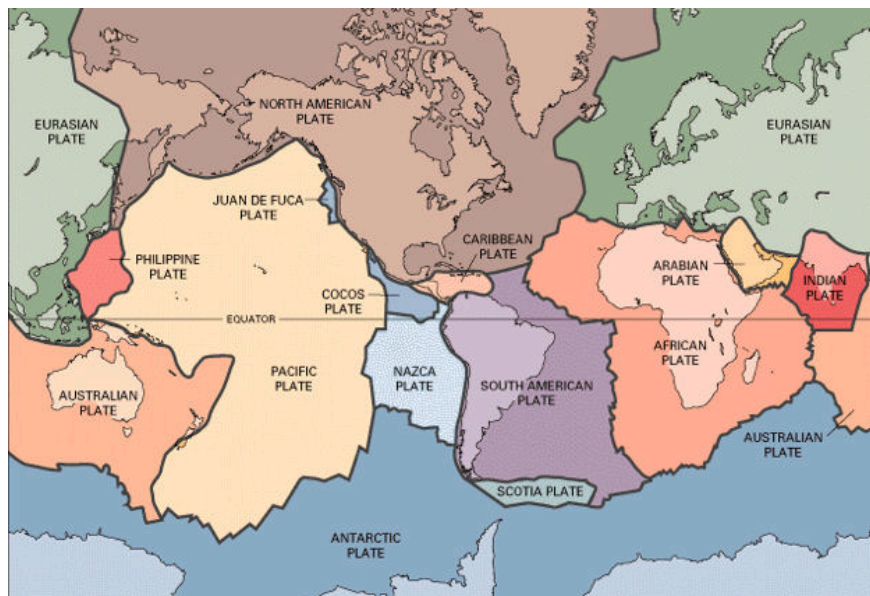 NORTH AMERICAN
PLATE
EURASIAN
PLATE
EURASIAN
PLATE
JUAN DE FUCA
PLATE
CARIBBEAN
PLATE
PHILIPPINE
PLATE
ARABIAN
PLATE
INDIAN
PLATE
COCOS
PLATE
EQUATOR
AFRICAN
PLATE
PACIFIC
PLATE
NAZCA
PLATE
SOUTH AMERICAN
PLATE
AUSTRALIAN
PLATE
AUSTRALIAN
PLATE
SCOTIA PLATE
ANTARCTIC
PLATE